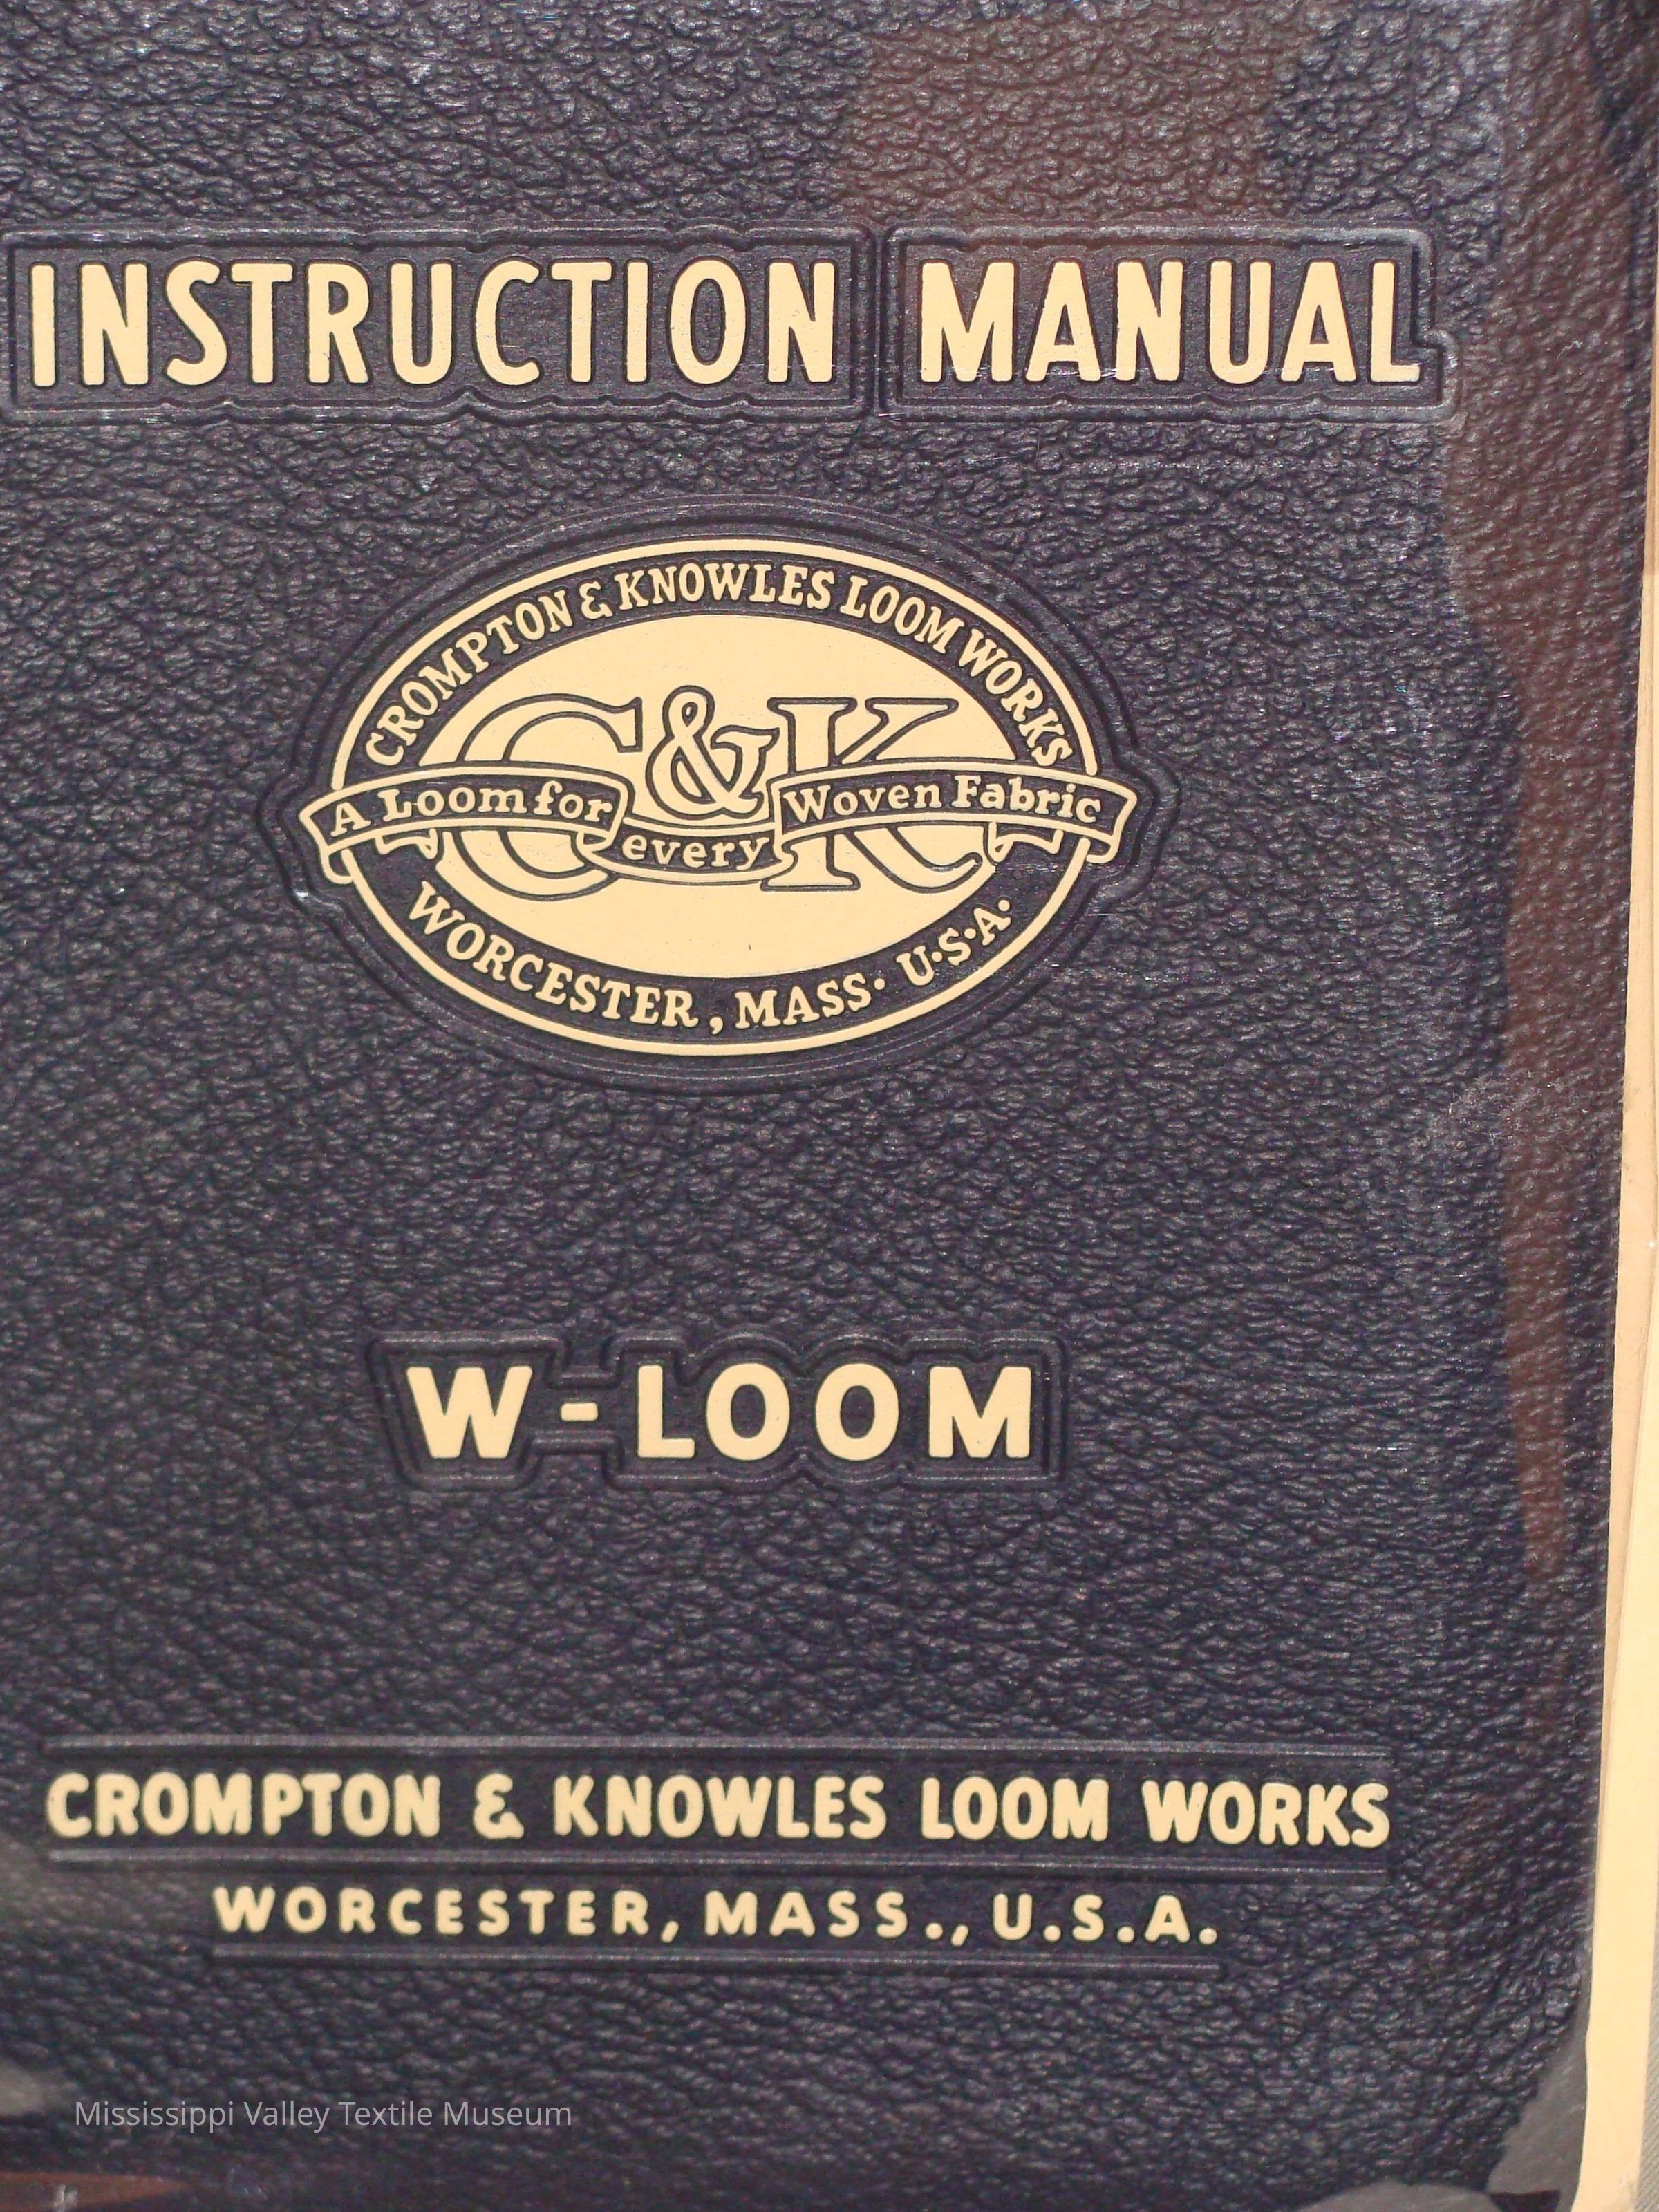 INSTRUCTION MANUAL
CROMPTON & KNOWLES LOOM WORKS
C&K
A Loom for every Woven Fabric
WORCESTER, MASS. U.S.A.
W-LOOM
CROMPTON & KNOWLES LOOM WORKS
WORCESTER, MASS., U.S.A.
Mississippi Valley Textile Museum